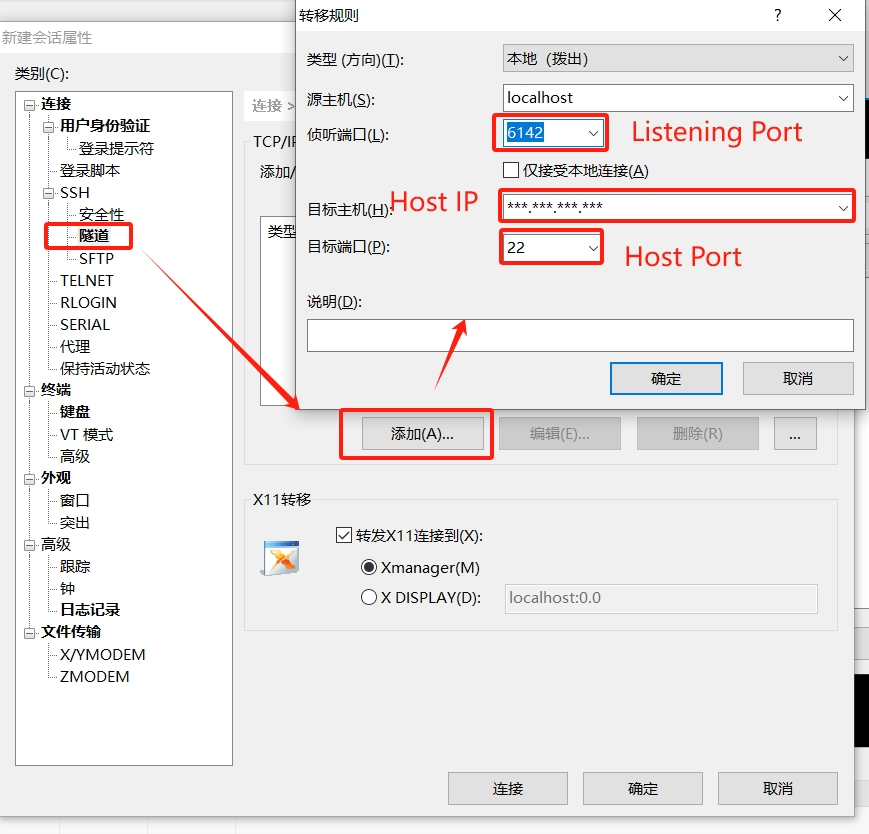 转移规则
新建会话属性
类别(C):
连接
用户身份验证
登录提示符
登录脚本
SSH
安全性
隧道
SFTP
TELNET
RLOGIN
SERIAL
代理
保持活动状态
终端
键盘
VT 模式
高级
外观
窗口
突出
高级
跟踪
钟
日志记录
文件传输
X/YMODEM
ZMODEM
连接 >
TCP/IP
添加/
类型
类型 (方向)(T):
本地（拨出）
源主机(S):
localhost
侦听端口(L):
6142
Listening Port
仅接受本地连接(A)
目标主机(H):
Host IP
***.***.***.***
目标端口(P):
22
Host Port
说明(D):
确定
取消
添加(A)...
编辑(E)...
删除(R)
...
X11转移
转发X11连接到(X):
Xmanager(M)
X DISPLAY(D):
localhost:0.0
连接
确定
取消